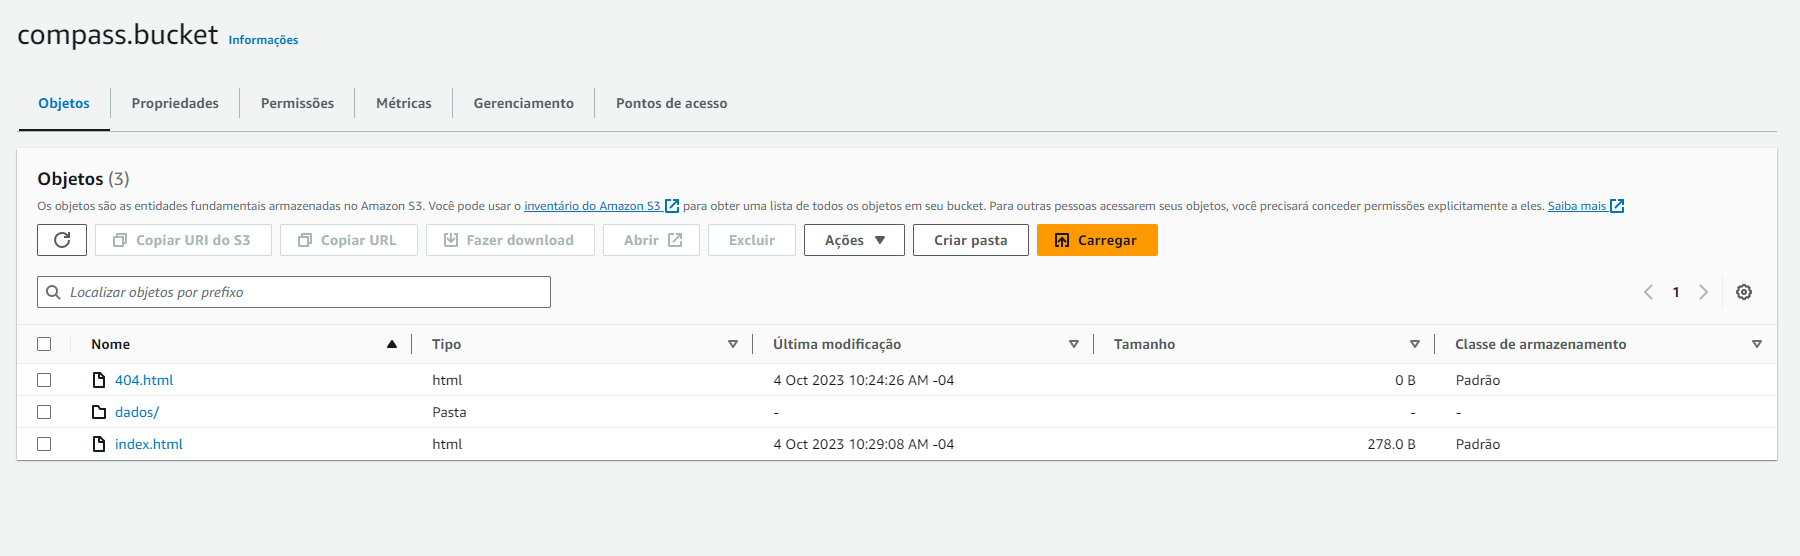 compass.bucket Informações
Objetos Propriedades Permissões Métricas Gerenciamento Pontos de acesso
Objetos (3)
Os objetos são as entidades fundamentais armazenadas no Amazon S3. Você pode usar o inventário do Amazon S3 para obter uma lista de todos os objetos em seu bucket. Para outras pessoas acessarem seus objetos, você precisará conceder permissões explicitamente a eles. Saiba mais
Copiar URI do S3 Copiar URL Fazer download Abrir Excluir Ações Criar pasta Carregar
Localizar objetos por prefixo 1
Nome Tipo Última modificação Tamanho Classe de armazenamento
404.html html 4 Oct 2023 10:24:26 AM -04 0 B Padrão
dados/ Pasta - - -
index.html html 4 Oct 2023 10:29:08 AM -04 278.0 B Padrão